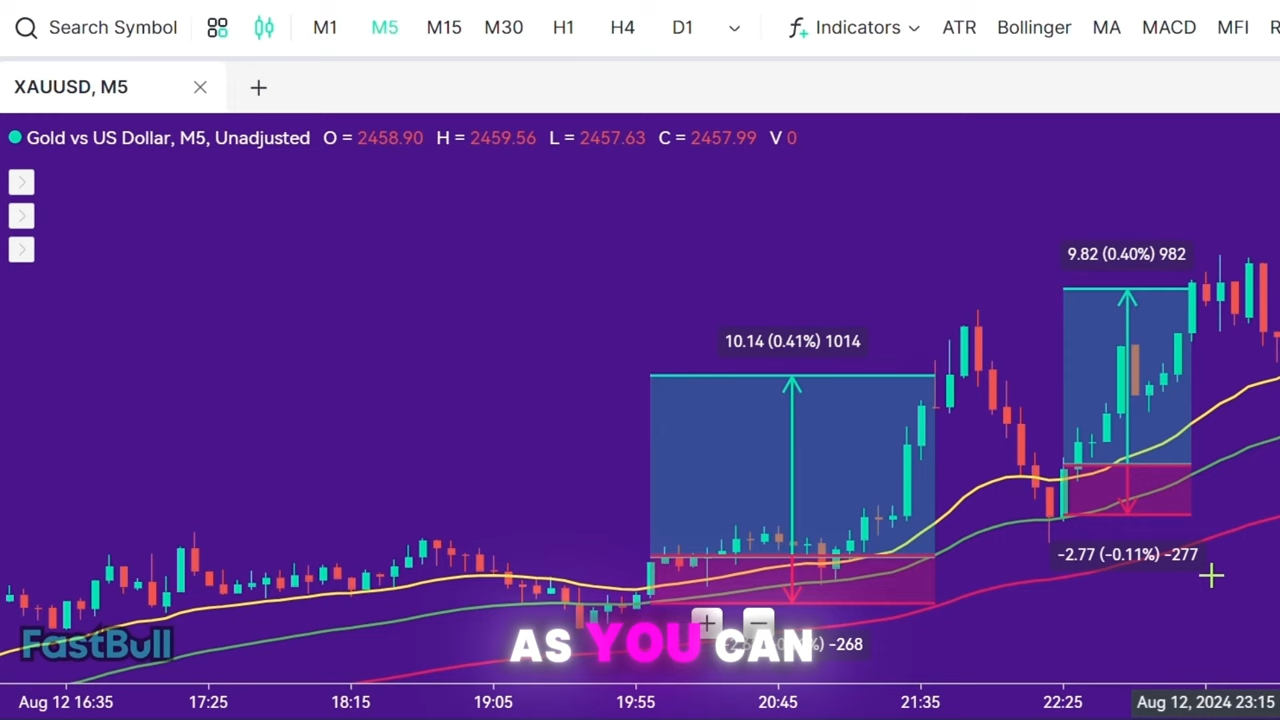 Search Symbol M1 M5 M15 M30 H1 H4 D1 Indicators ATR Bollinger MA MACD MFI
XAUUSD, M5
Gold vs US Dollar, M5, Unadjusted O = 2458.90 H = 2459.56 L = 2457.63 C = 2457.99 V 0
9.82 (0.40%) 982
10.14 (0.41%) 1014
-2.77 (-0.11%) -277
FastBull
AS YOU CAN
-268
Aug 12 16:35 17:25 18:15 19:05 19:55 20:45 21:35 22:25 Aug 12, 2024 23:15